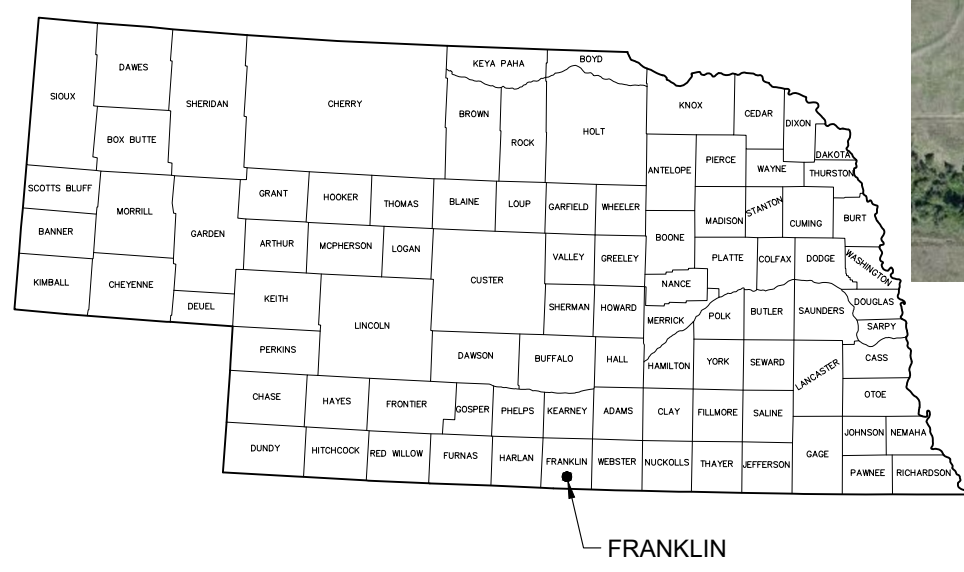 KEYA PAHA
BOYD
DAWES
SIOUX
SHERIDAN
CHERRY
BROWN
ROCK
HOLT
KNOX
CEDAR
DIXON
DAKOTA
BOX BUTTE
ANTELOPE
PIERCE
WAYNE
THURSTON
SCOTTS BLUFF
MORRILL
GARDEN
GRANT
HOOKER
THOMAS
BLAINE
LOUP
GARFIELD
WHEELER
MADISON
STANTON
CUMING
BURT
BANNER
ARTHUR
MCPHERSON
LOGAN
CUSTER
VALLEY
GREELEY
BOONE
PLATTE
COLFAX
DODGE
WASHINGTON
KIMBALL
CHEYENNE
DEUEL
KEITH
LINCOLN
SHERMAN
HOWARD
NANCE
MERRICK
POLK
BUTLER
SAUNDERS
DOUGLAS
SARPY
PERKINS
DAWSON
BUFFALO
HALL
HAMILTON
YORK
SEWARD
LANCASTER
CASS
OTOE
CHASE
HAYES
FRONTIER
GOSPER
PHELPS
KEARNEY
ADAMS
CLAY
FILLMORE
SALINE
GAGE
JOHNSON
NEMAHA
DUNDY
HITCHCOCK
RED WILLOW
FURNAS
HARLAN
FRANKLIN
WEBSTER
NUCKOLLS
THAYER
JEFFERSON
PAWNEE
RICHARDSON
FRANKLIN